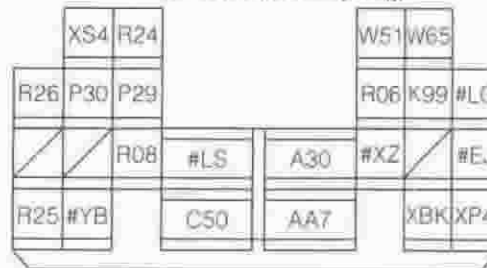 XS4 R24 W51 W65
R26 P30 P29 R06 K99
R08 #LS A30 #XZ
R25 #YB C50 AA7 XBK